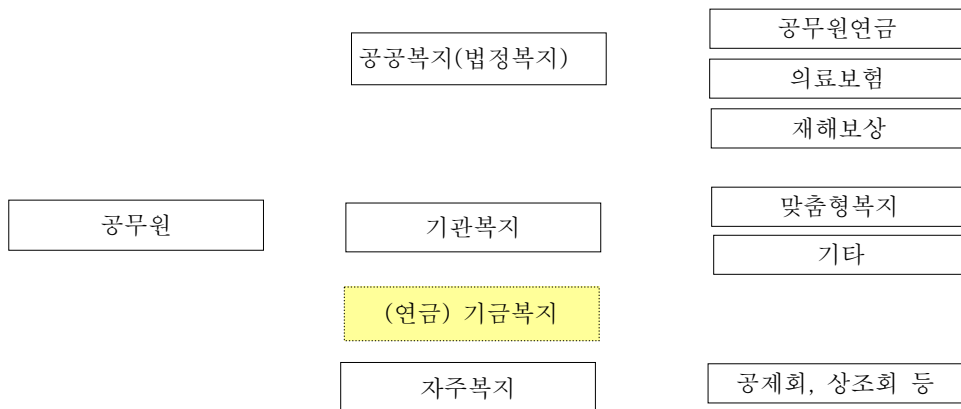 공무원
공공복지(법정복지)
공무원연금
의료보험
재해보상
기관복지
맞춤형복지
기타
(연금) 기금복지
자주복지
공제회, 상조회 등